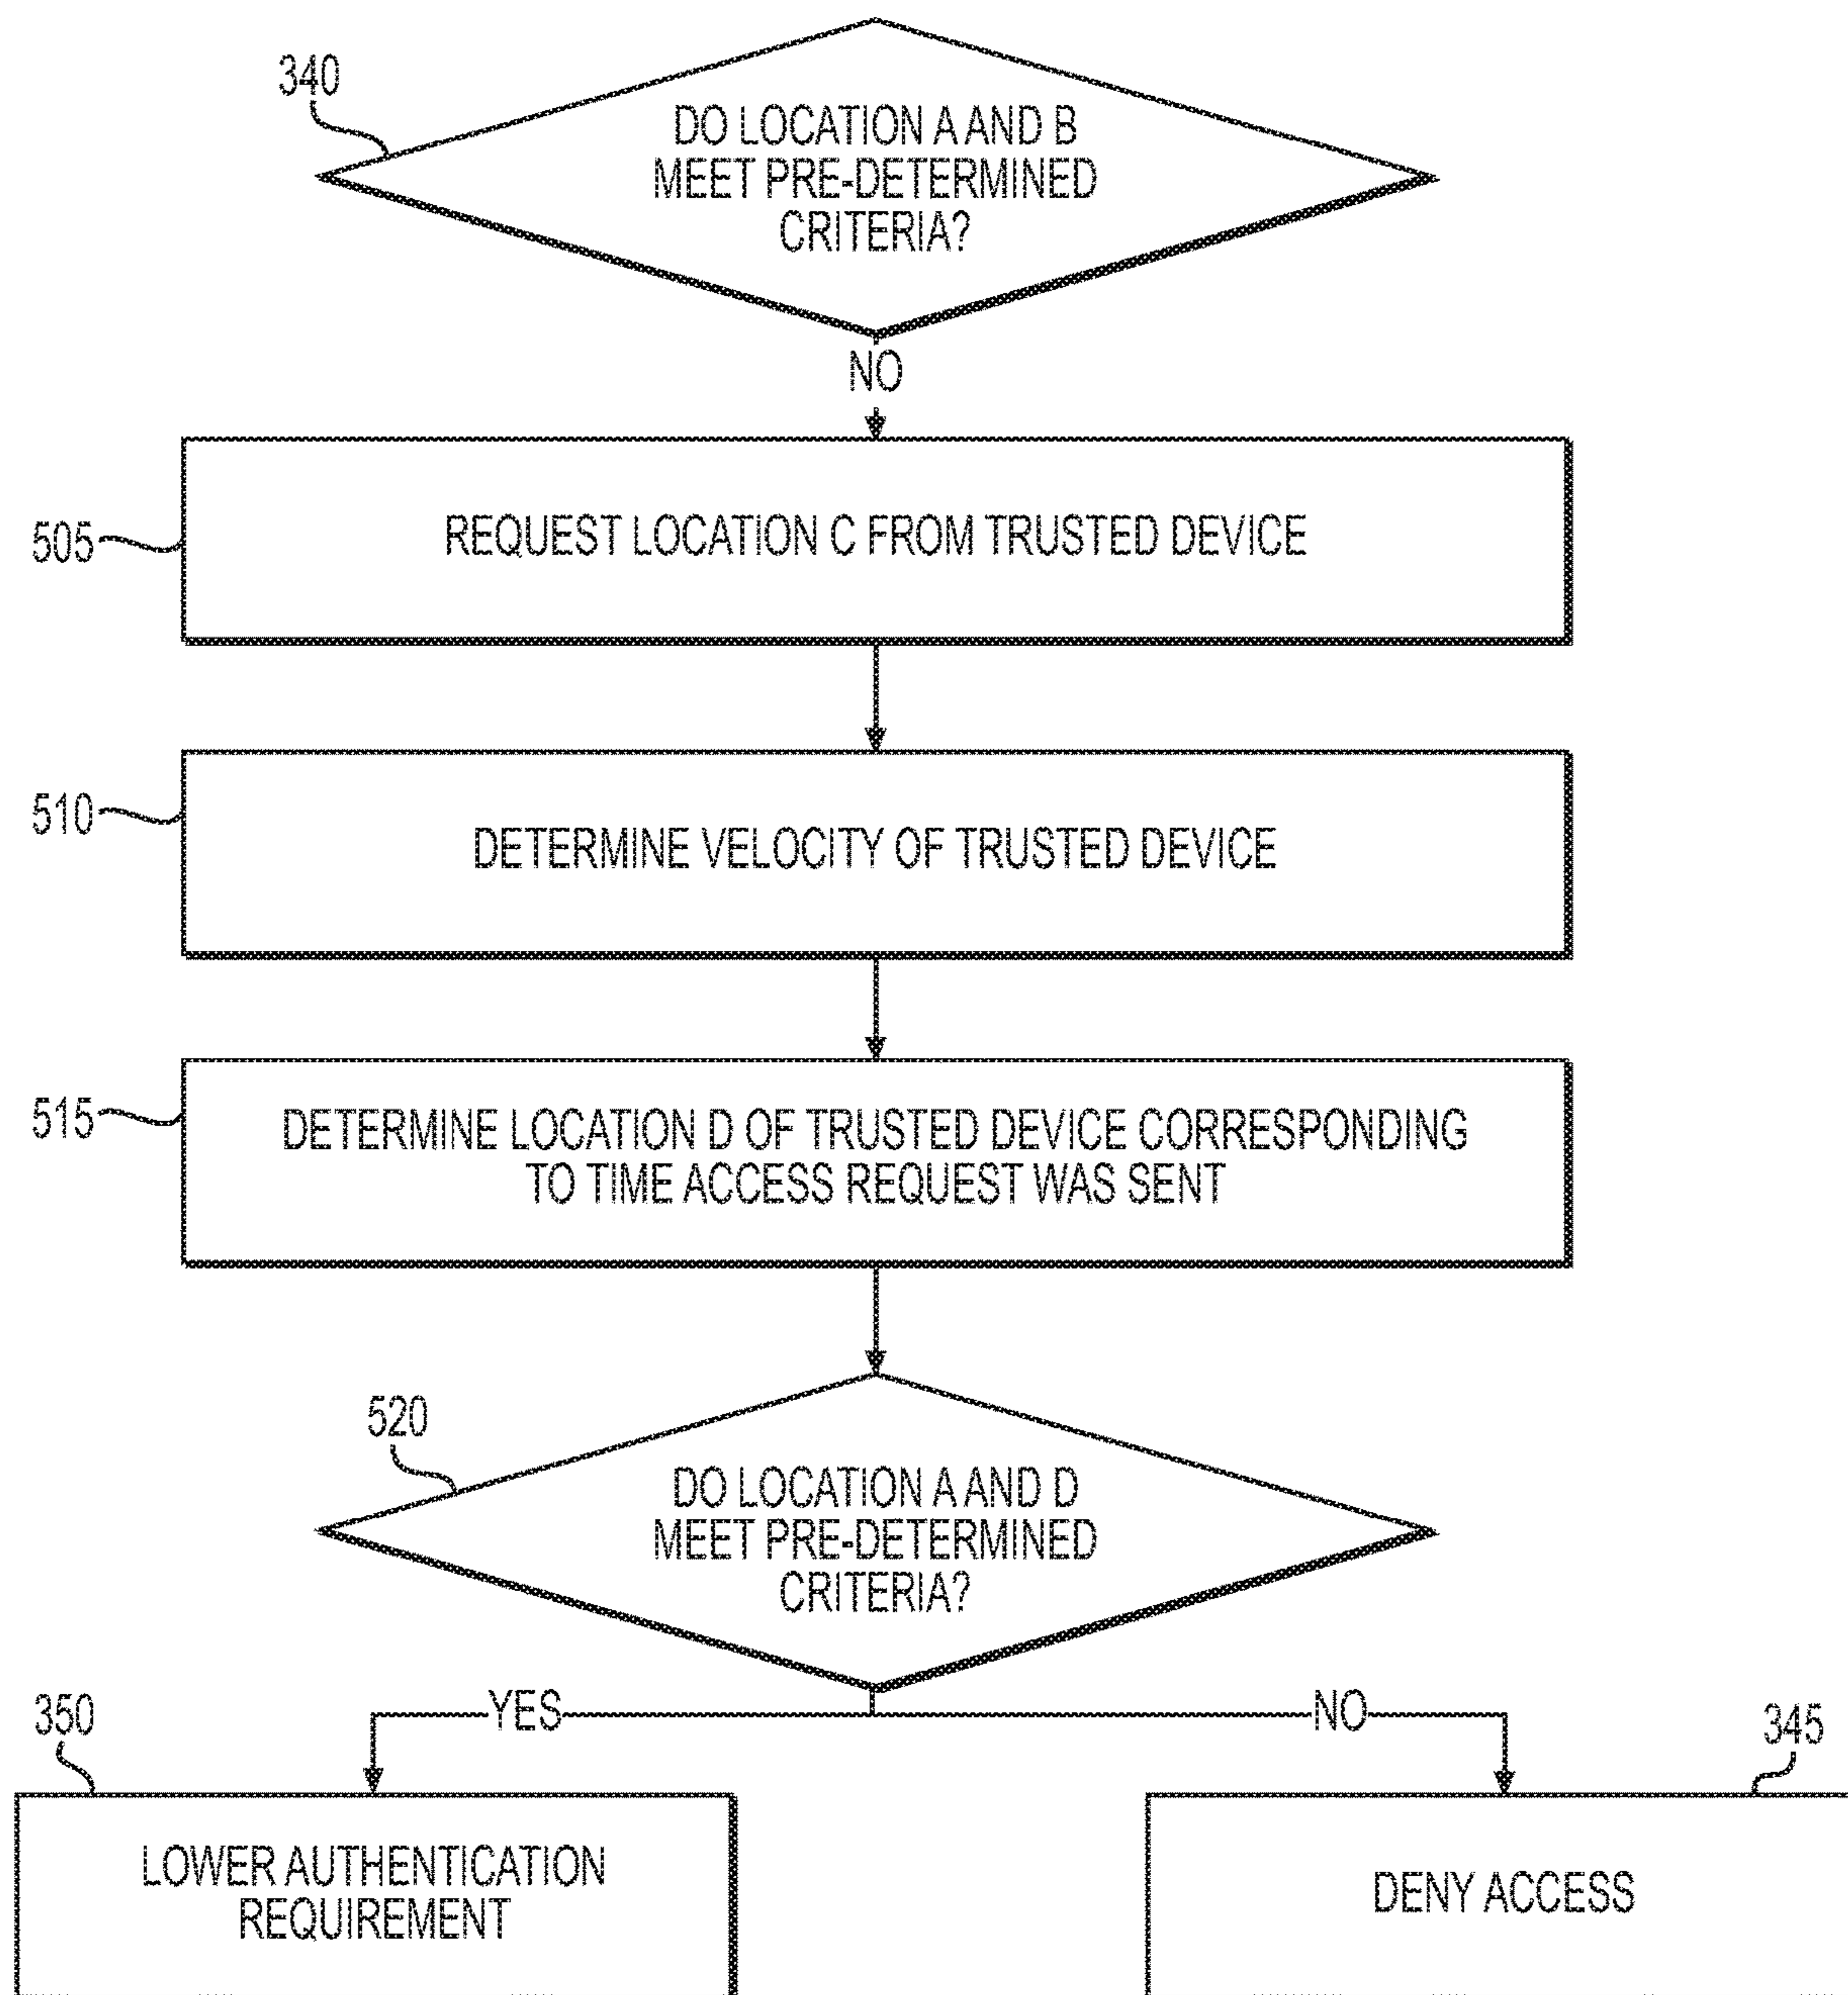 340
DO LOCATION A AND B
MEET PRE-DETERMINED
CRITERIA?
NO
505
REQUEST LOCATION C FROM TRUSTED DEVICE
510
DETERMINE VELOCITY OF TRUSTED DEVICE
515
DETERMINE LOCATION D OF TRUSTED DEVICE CORRESPONDING
TO TIME ACCESS REQUEST WAS SENT
520
DO LOCATION A AND D
MEET PRE-DETERMINED
CRITERIA?
YES
NO
350
LOWER AUTHENTICATION
REQUIREMENT
345
DENY ACCESS